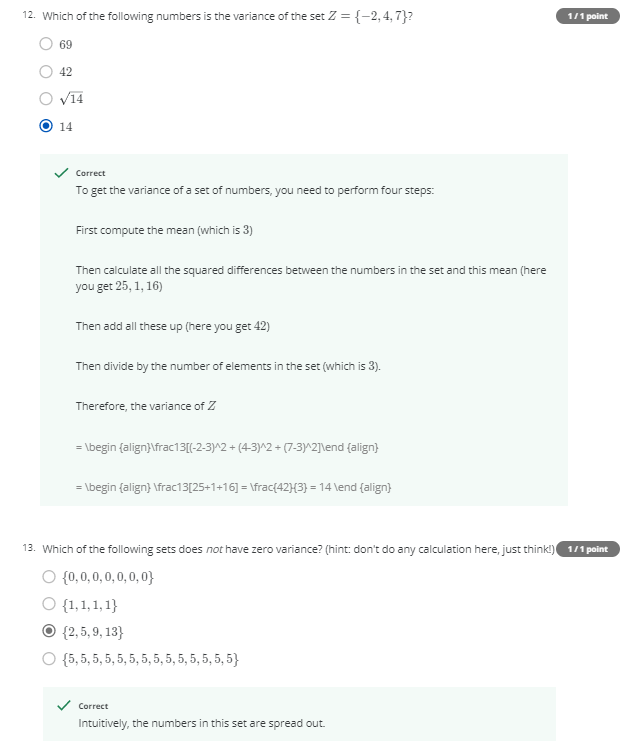 12. Which of the following numbers is the variance of the set Z = {−2, 4, 7}?
1 / 1 point
69
42
√14
14
Correct
To get the variance of a set of numbers, you need to perform four steps:
First compute the mean (which is 3)
Then calculate all the squared differences between the numbers in the set and this mean (here
you get 25, 1, 16)
Then add all these up (here you get 42)
Then divide by the number of elements in the set (which is 3).
Therefore, the variance of Z
= \begin {align}\frac13[(-2-3)^2 + (4-3)^2 + (7-3)^2]\end {align}
= \begin {align} \frac13[25+1+16] = \frac{42}{3} = 14 \end {align}
13. Which of the following sets does not have zero variance? (hint: don't do any calculation here, just think!)
1 / 1 point
{0, 0, 0, 0, 0, 0, 0}
{1, 1, 1, 1}
{2, 5, 9, 13}
{5, 5, 5, 5, 5, 5, 5, 5, 5, 5, 5, 5, 5, 5}
Correct
Intuitively, the numbers in this set are spread out.